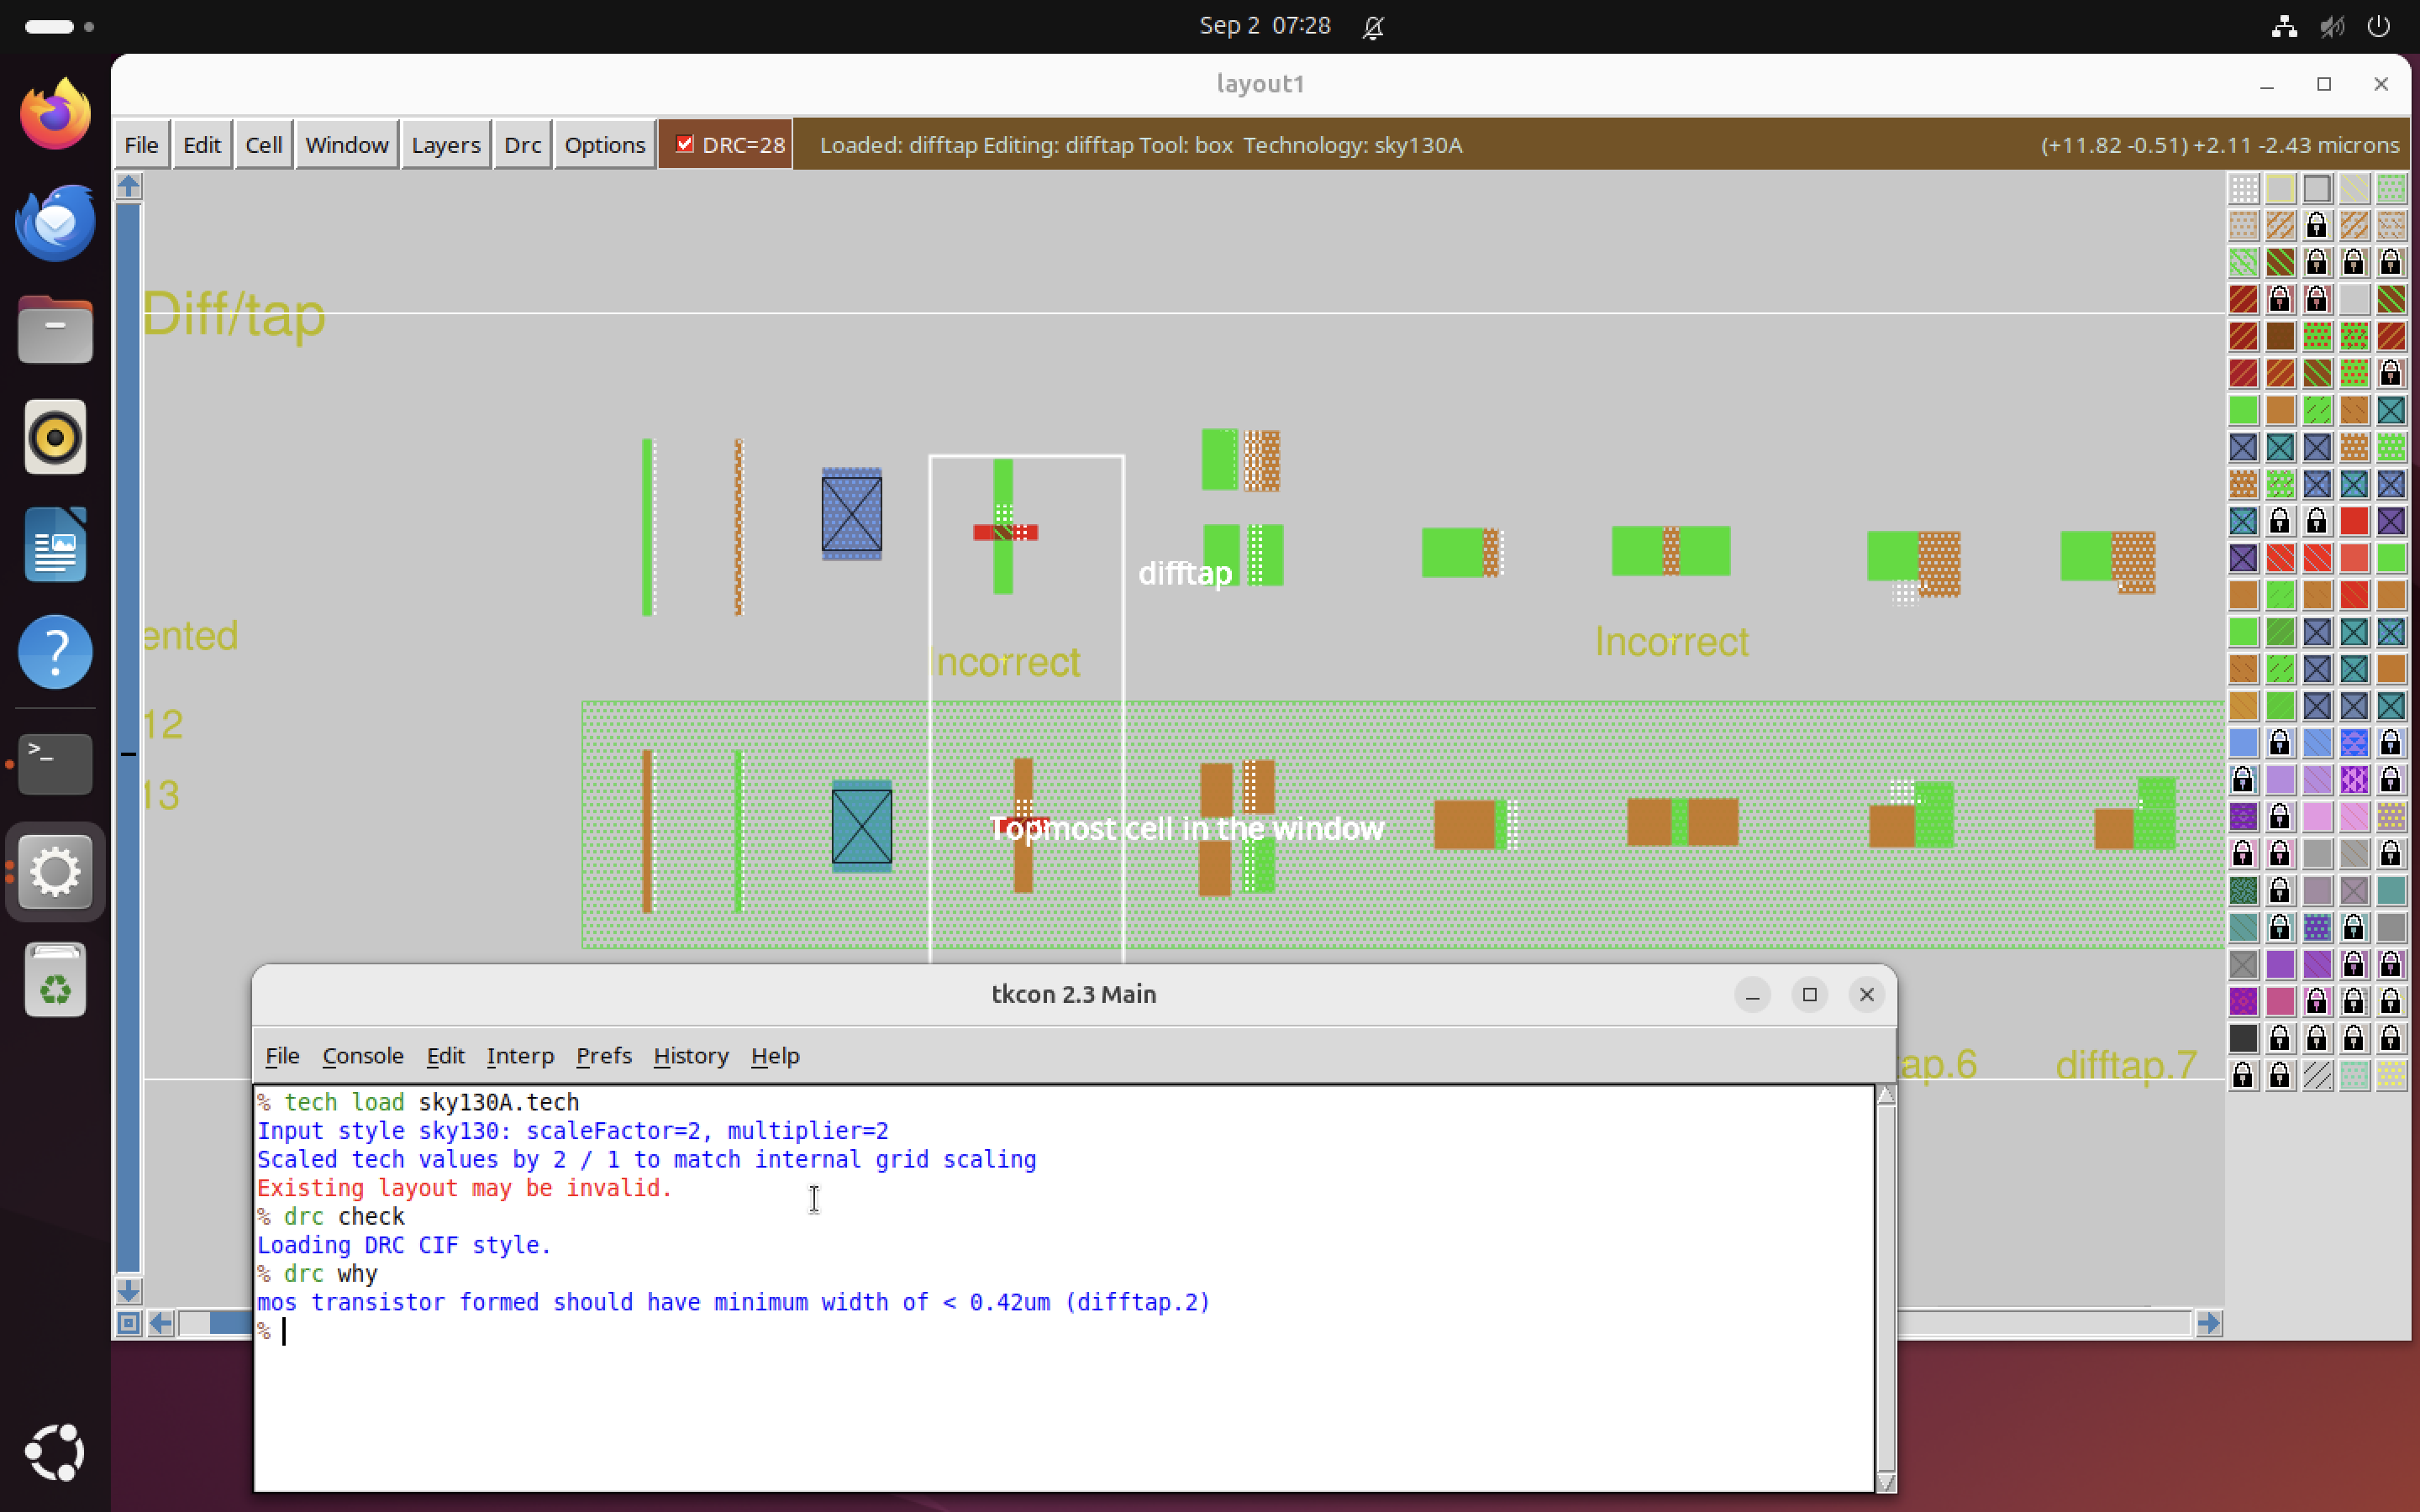 Sep 2 07:28
layout1
File Edit Cell Window Layers Drc Options DRC=28 Loaded: difftap Editing: difftap Tool: box Technology: sky130A (+11.82 -0.51) +2.11 -2.43 microns
Diff/tap
difftap
ented
Incorrect
Incorrect
12
13
Topmost cell in the window
tkcon 2.3 Main
File Console Edit Interp Prefs History Help
ap.6
difftap.7
% tech load sky130A.tech
Input style sky130: scaleFactor=2, multiplier=2
Scaled tech values by 2 / 1 to match internal grid scaling
Existing layout may be invalid.
% drc check
Loading DRC CIF style.
% drc why
mos transistor formed should have minimum width of < 0.42um (difftap.2)
%